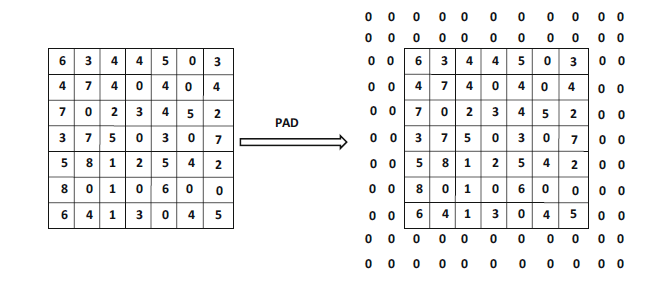 6 3 4 4 5 0 3
4 7 4 0 4 0 4
7 0 2 3 4 5 2
3 7 5 0 3 0 7
5 8 1 2 5 4 2
8 0 1 0 6 0 0
6 4 1 3 0 4 5
PAD
0 0 0 0 0 0 0 0 0 0 0
0 0 0 0 0 0 0 0 0 0 0
0 0 6 3 4 4 5 0 3 0 0
0 0 4 7 4 0 4 0 4 0 0
0 0 7 0 2 3 4 5 2 0 0
0 0 3 7 5 0 3 0 7 0 0
0 0 5 8 1 2 5 4 2 0 0
0 0 8 0 1 0 6 0 0 0 0
0 0 6 4 1 3 0 4 5 0 0
0 0 0 0 0 0 0 0 0 0 0
0 0 0 0 0 0 0 0 0 0 0